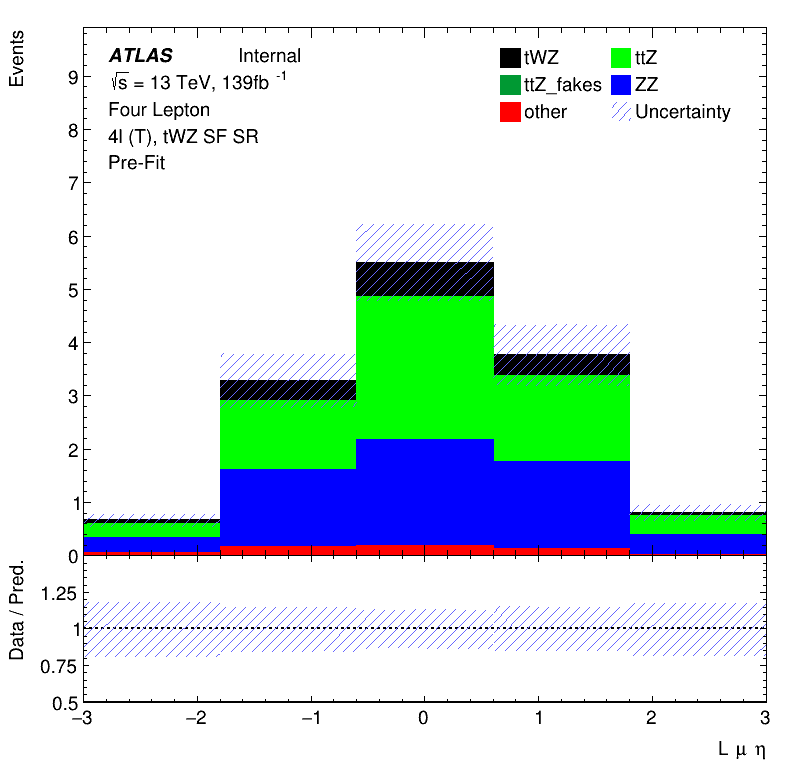 Events
ATLAS Internal
√s = 13 TeV, 139fb -1
Four Lepton
4l (T), tWZ SF SR
Pre-Fit
tWZ ttZ
ttZ_fakes ZZ
other Uncertainty
9
8
7
6
5
4
3
2
1
0
Data / Pred.
1.25
1
0.75
0.5
−3 −2 −1 0 1 2 3
L μ η